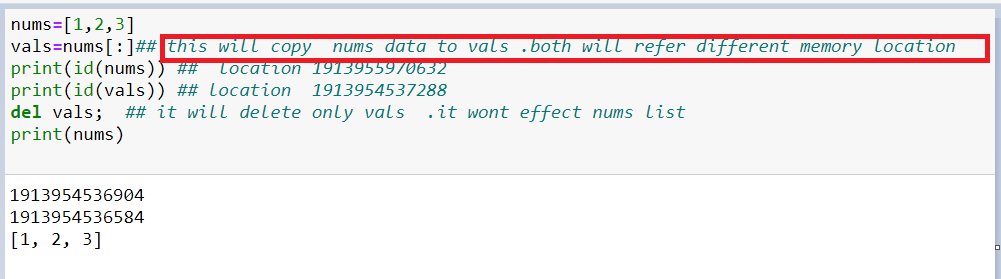 nums=[1,2,3]
vals=nums[:]## this will copy  nums data to vals .both will refer different memory location
print(id(nums)) ##  location 1913955970632
print(id(vals)) ## location  1913954537288
del vals;  ## it will delete only vals  .it wont effect nums list
print(nums)
1913954536904
1913954536584
[1, 2, 3]